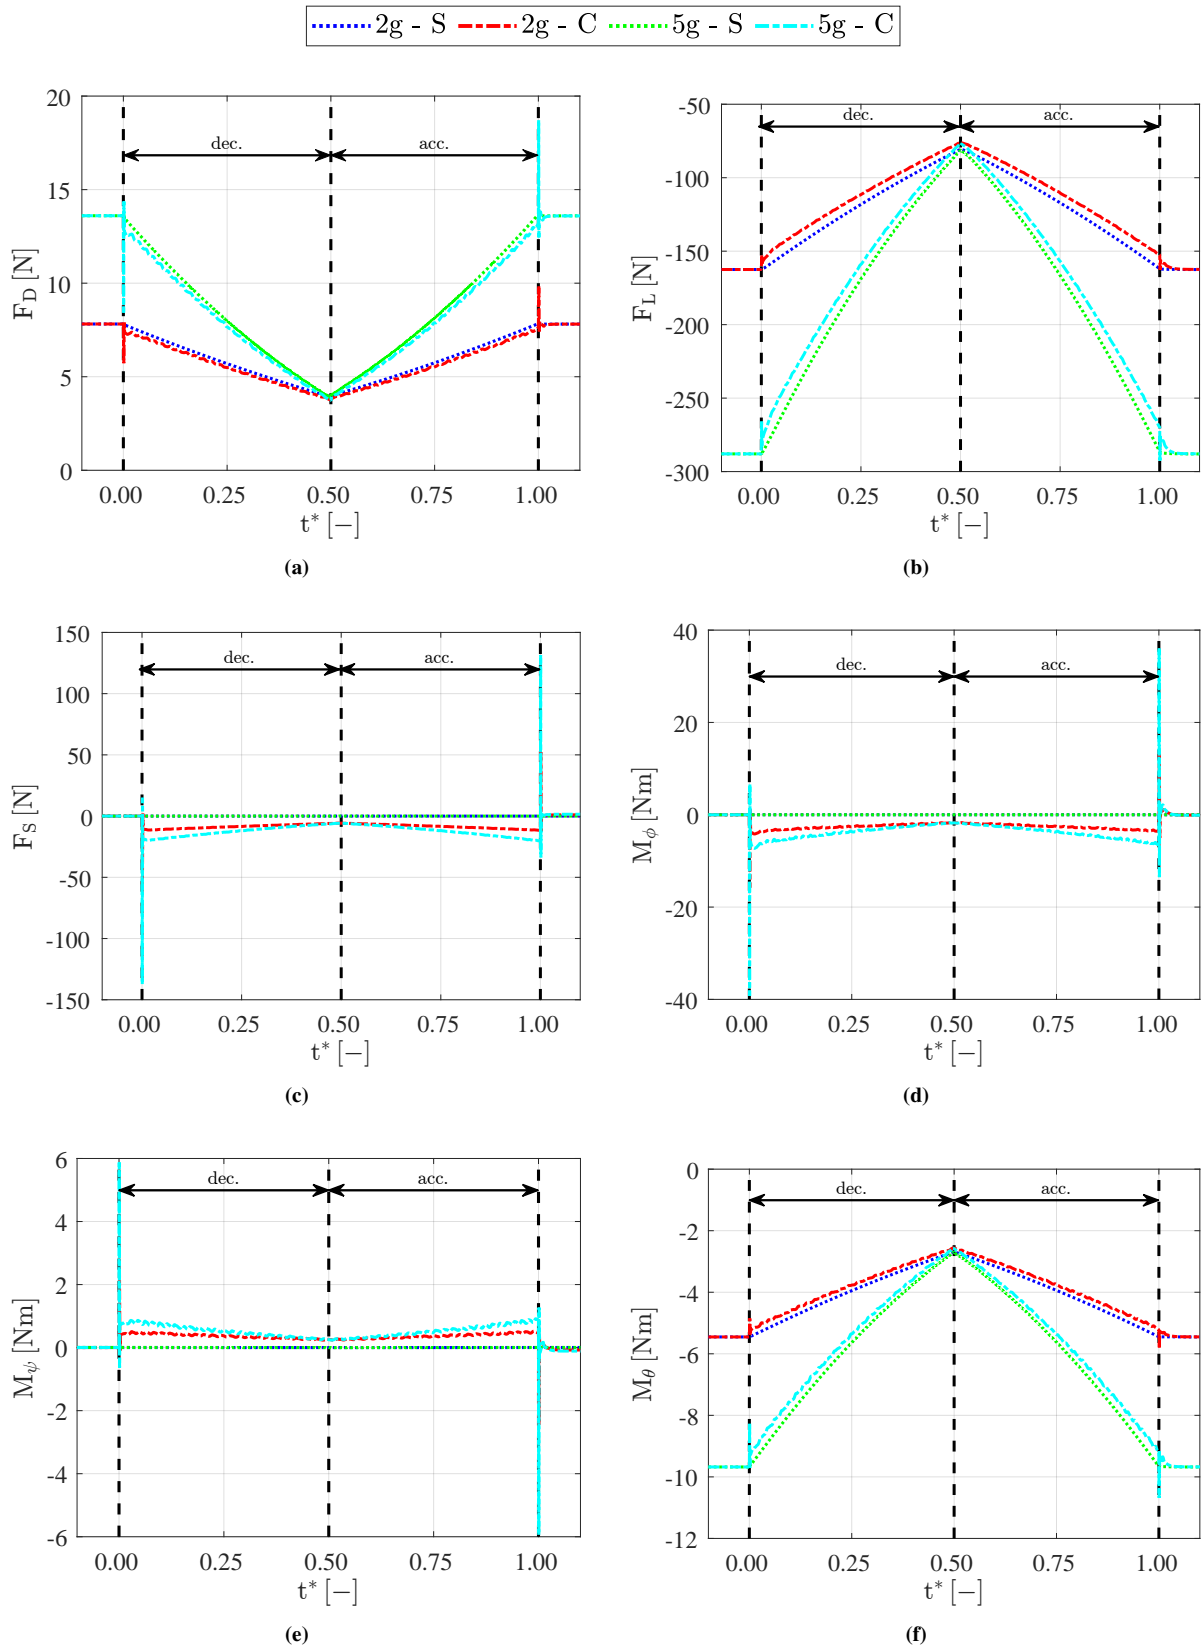 2g - S 2g - C 5g - S 5g - C
dec. acc.
F_D [N]
20
15
10
5
0
0.00 0.25 0.50 0.75 1.00
t* [−]
(a)
dec. acc.
F_L [N]
-50
-100
-150
-200
-250
-300
0.00 0.25 0.50 0.75 1.00
t* [−]
(b)
dec. acc.
F_S [N]
150
100
50
0
-50
-100
-150
0.00 0.25 0.50 0.75 1.00
t* [−]
(c)
dec. acc.
M_ϕ [Nm]
40
20
0
-20
-40
0.00 0.25 0.50 0.75 1.00
t* [−]
(d)
dec. acc.
M_ψ [Nm]
6
4
2
0
-2
-4
-6
0.00 0.25 0.50 0.75 1.00
t* [−]
(e)
dec. acc.
M_θ [Nm]
0
-2
-4
-6
-8
-10
-12
0.00 0.25 0.50 0.75 1.00
t* [−]
(f)